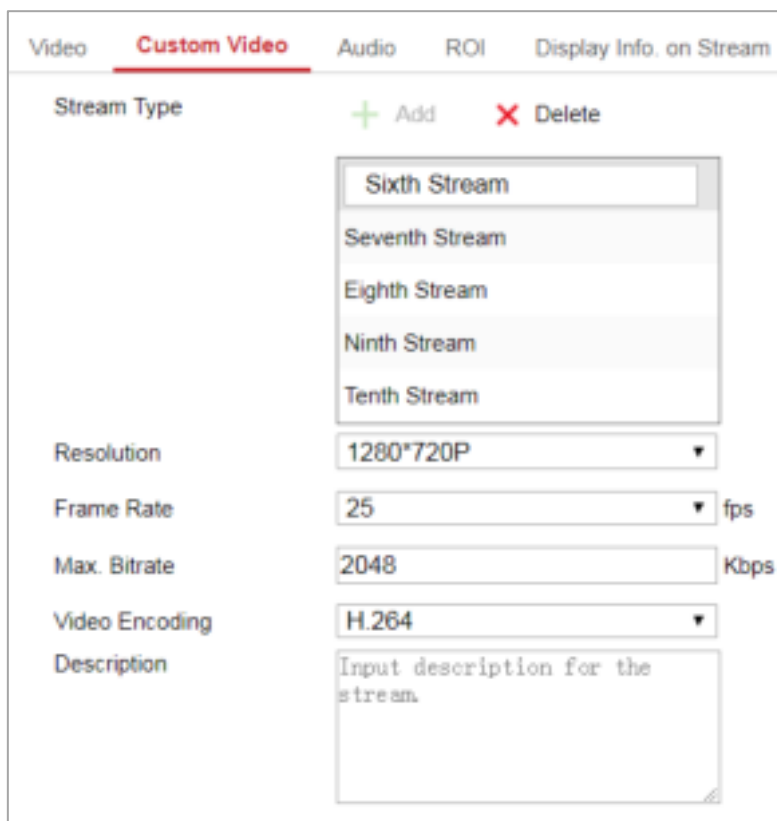 Video Custom Video Audio ROI Display Info. on Stream
Stream Type Add Delete
Sixth Stream
Seventh Stream
Eighth Stream
Ninth Stream
Tenth Stream
Resolution 1280*720P
Frame Rate 25 fps
Max. Bitrate 2048 Kbps
Video Encoding H.264
Description Input description for the
stream.